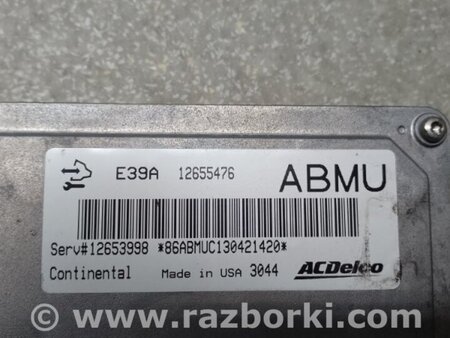 E39A 12655476 ABMU
Serv#12653998 *86ABMUC130421420*
Continental Made in USA 3044 ACDelco
© www.razborki.com